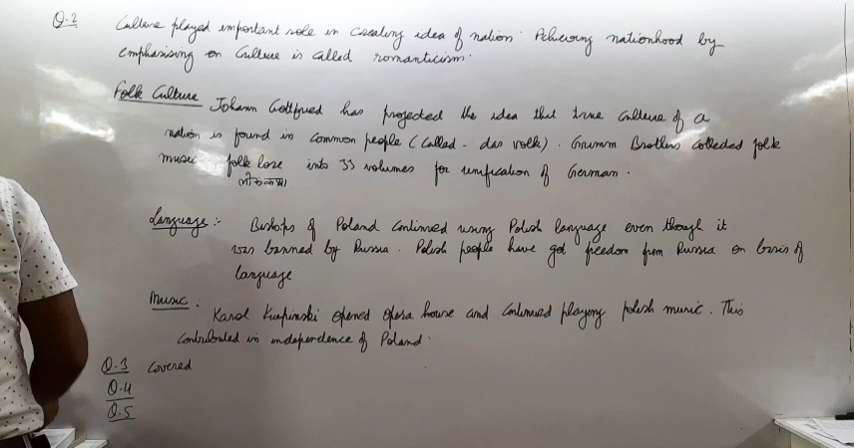 Q.2 Culture played important role in creating idea of nation. Achieving nationhood by
emphasising on Culture is called romanticism.
Folk Culture Johann Gottfried has projected the idea that true culture of a
nation is found in common people (Called - das volk). Grimm Brothers collected folk
music folk lore into 33 volumes for unification of German.
लोककथा
Language :- Bishops of Poland continued using Polish language even though it
was banned by Russia. Polish people have got freedom from Russia on basis of
language
Music : Karol Kurpinski opened opera house and continued playing polish music. This
contributed in independence of Poland.
Q.3 Covered
Q.4
Q.5